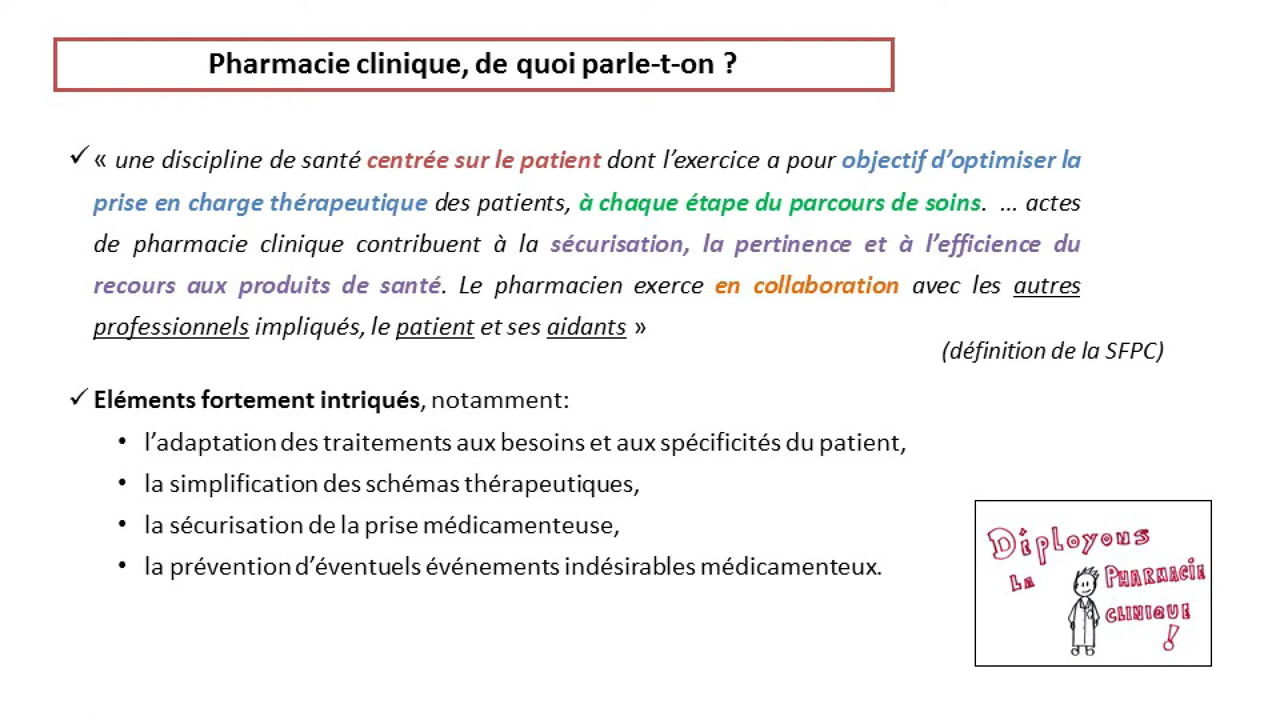 Pharmacie clinique, de quoi parle-t-on ?
✓ « une discipline de santé centrée sur le patient dont l’exercice a pour objectif d’optimiser la
prise en charge thérapeutique des patients, à chaque étape du parcours de soins. … actes
de pharmacie clinique contribuent à la sécurisation, la pertinence et à l’efficience du
recours aux produits de santé. Le pharmacien exerce en collaboration avec les autres
professionnels impliqués, le patient et ses aidants »
(définition de la SFPC)
✓ Eléments fortement intriqués, notamment:
• l’adaptation des traitements aux besoins et aux spécificités du patient,
• la simplification des schémas thérapeutiques,
• la sécurisation de la prise médicamenteuse,
• la prévention d’éventuels événements indésirables médicamenteux.
Déployons
LA PHARMACIE
CLINIQUE
!